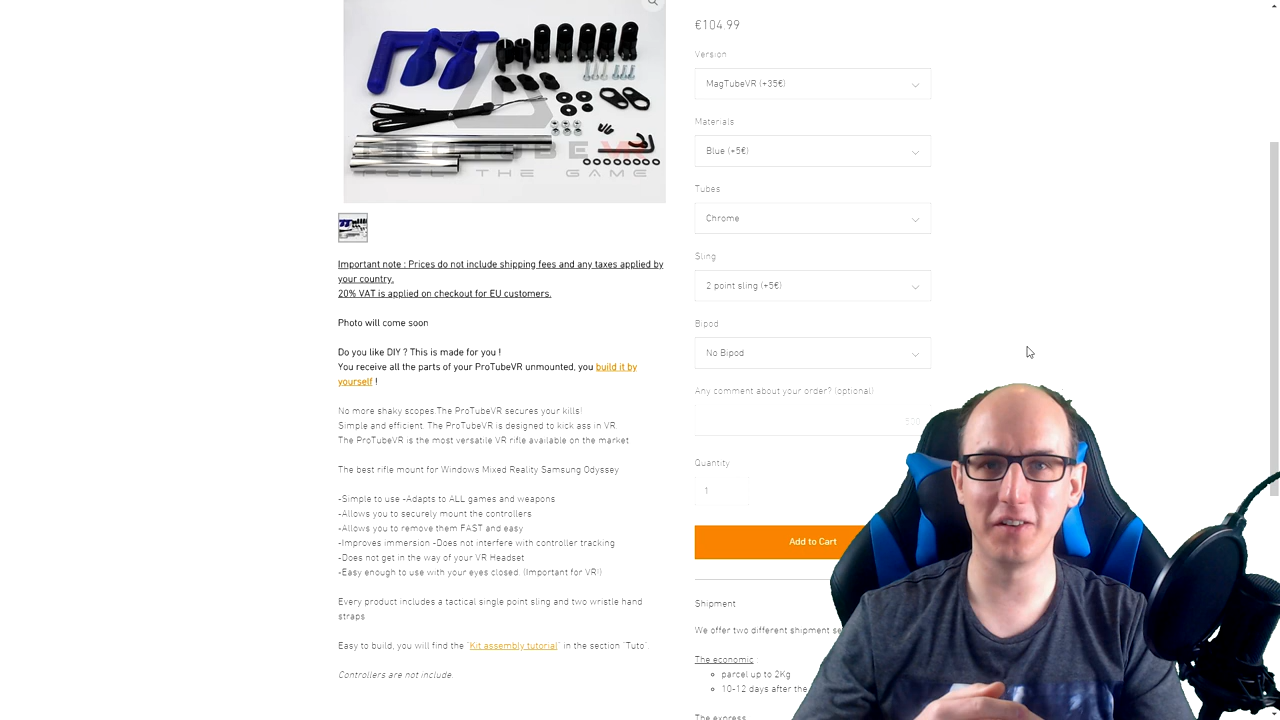 PROTUBEVR
FEEL THE GAME
Important note : Prices do not include shipping fees and any taxes applied by
your country.
20% VAT is applied on checkout for EU customers.
Photo will come soon
Do you like DIY ? This is made for you !
You receive all the parts of your ProTubeVR unmounted, you build it by
yourself !
No more shaky scopes.The ProTubeVR secures your kills!
Simple and efficient. The ProTubeVR is designed to kick ass in VR.
The ProTubeVR is the most versatile VR rifle available on the market
The best rifle mount for Windows Mixed Reality Samsung Odyssey
-Simple to use -Adapts to ALL games and weapons
-Allows you to securely mount the controllers
-Allows you to remove them FAST and easy
-Improves immersion -Does not interfere with controller tracking
-Does not get in the way of your VR Headset
-Easy enough to use with your eyes closed. (Important for VR!)
Every product includes a tactical single point sling and two wristle hand
straps
Easy to build, you will find the "Kit assembly tutorial" in the section "Tuto".
Controllers are not include.
€104.99
Version
MagTubeVR (+35€)
Materials
Blue (+5€)
Tubes
Chrome
Sling
2 point sling (+5€)
Bipod
No Bipod
Any comment about your order? (optional)
Quantity
1
Add to Cart
Shipment
We offer two different shipment
The economic :
parcel up to 2Kg
10-12 days after the
The express